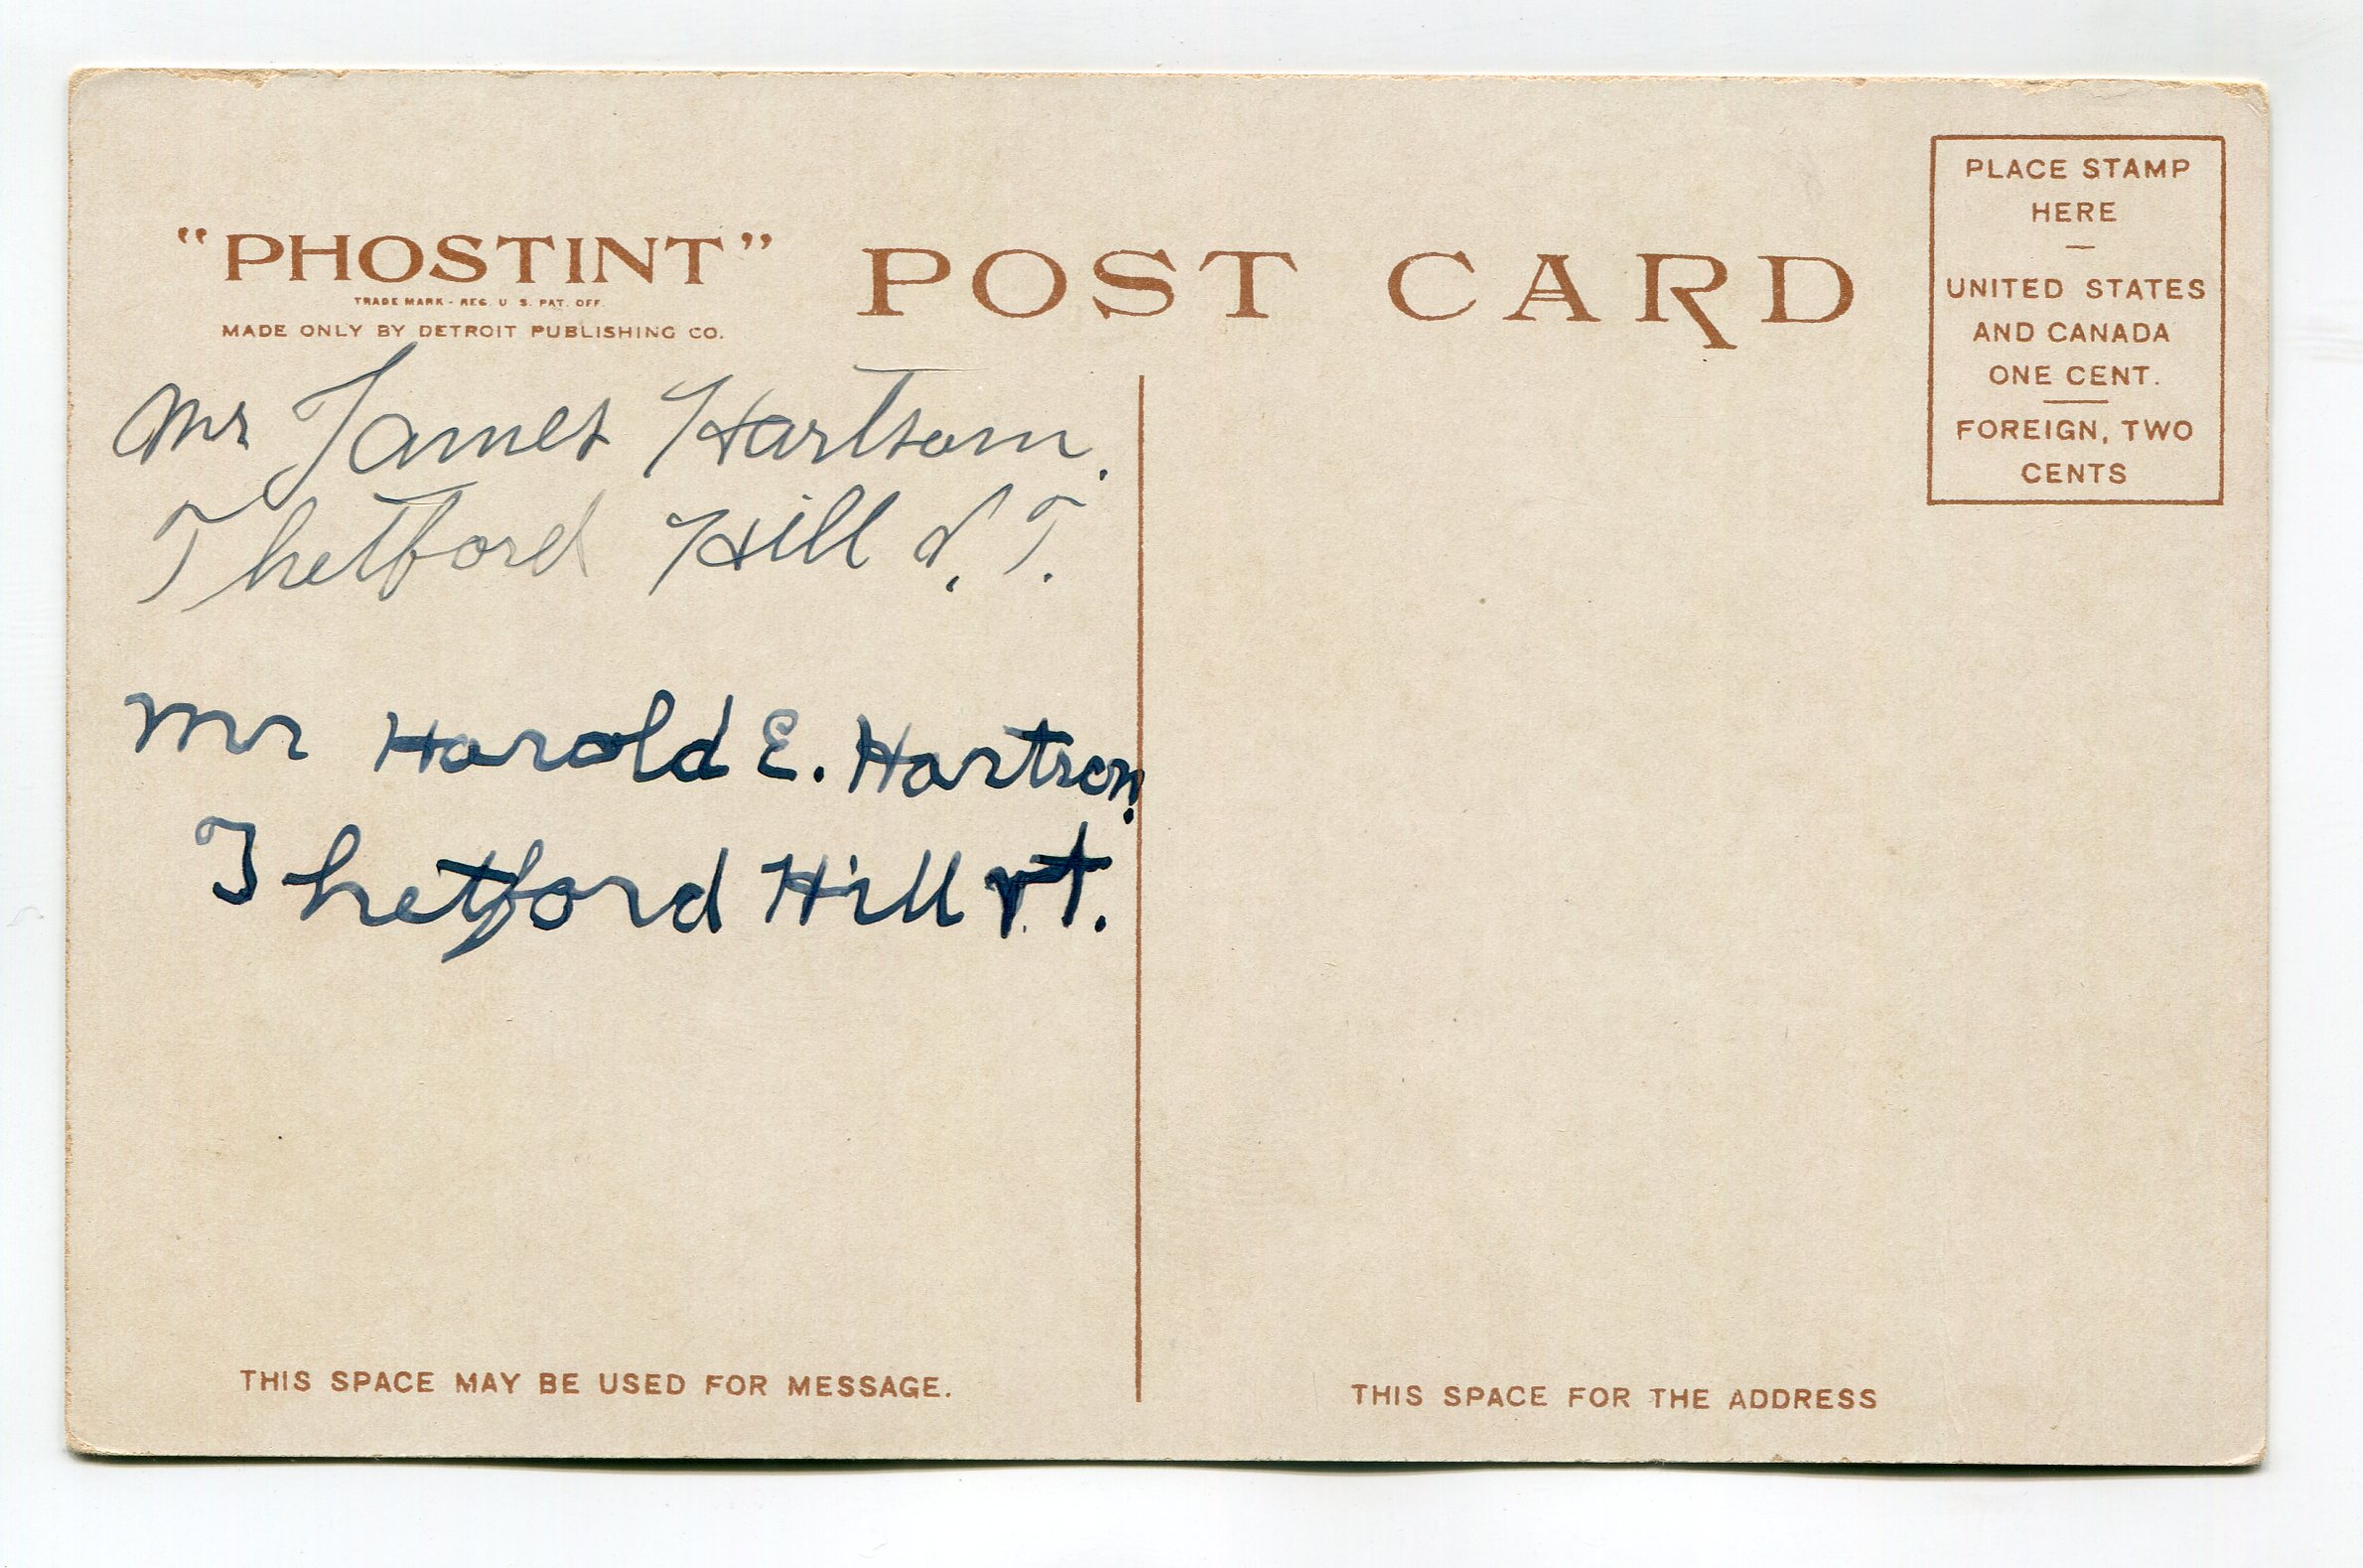 “PHOSTINT”
TRADE MARK - REG. U S. PAT. OFF.
MADE ONLY BY DETROIT PUBLISHING CO.
POST CARD
PLACE STAMP
HERE
—
UNITED STATES
AND CANADA
ONE CENT.
—
FOREIGN, TWO
CENTS
Mr James Hartsom.
Thetford Hill V.T.
Mr Harold E. Hartson.
Thetford Hill V.t.
THIS SPACE MAY BE USED FOR MESSAGE.
THIS SPACE FOR THE ADDRESS